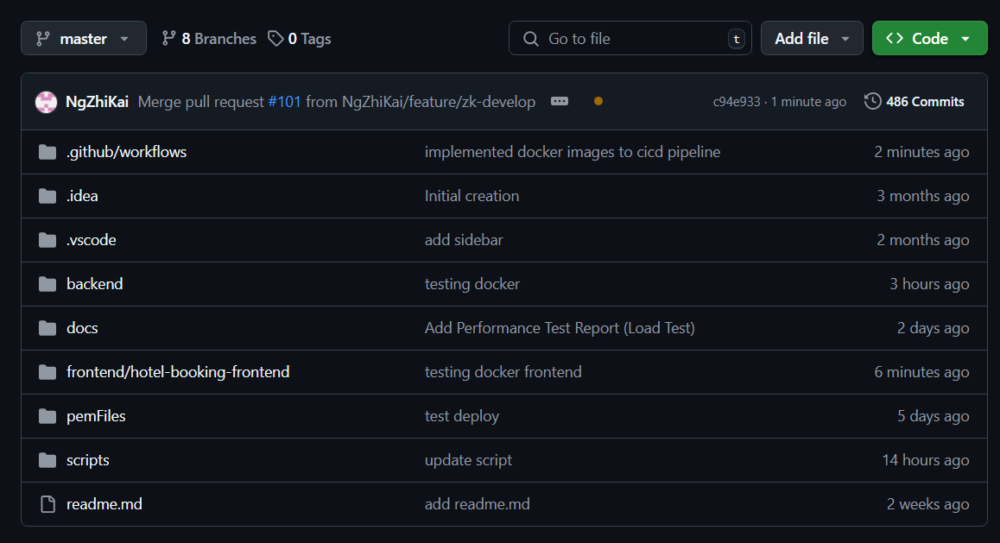 master 8 Branches 0 Tags Go to file t Add file Code
NgZhiKai Merge pull request #101 from NgZhiKai/feature/zk-develop c94e933 · 1 minute ago 486 Commits
.github/workflows implemented docker images to cicd pipeline 2 minutes ago
.idea Initial creation 3 months ago
.vscode add sidebar 2 months ago
backend testing docker 3 hours ago
docs Add Performance Test Report (Load Test) 2 days ago
frontend/hotel-booking-frontend testing docker frontend 6 minutes ago
pemFiles test deploy 5 days ago
scripts update script 14 hours ago
readme.md add readme.md 2 weeks ago